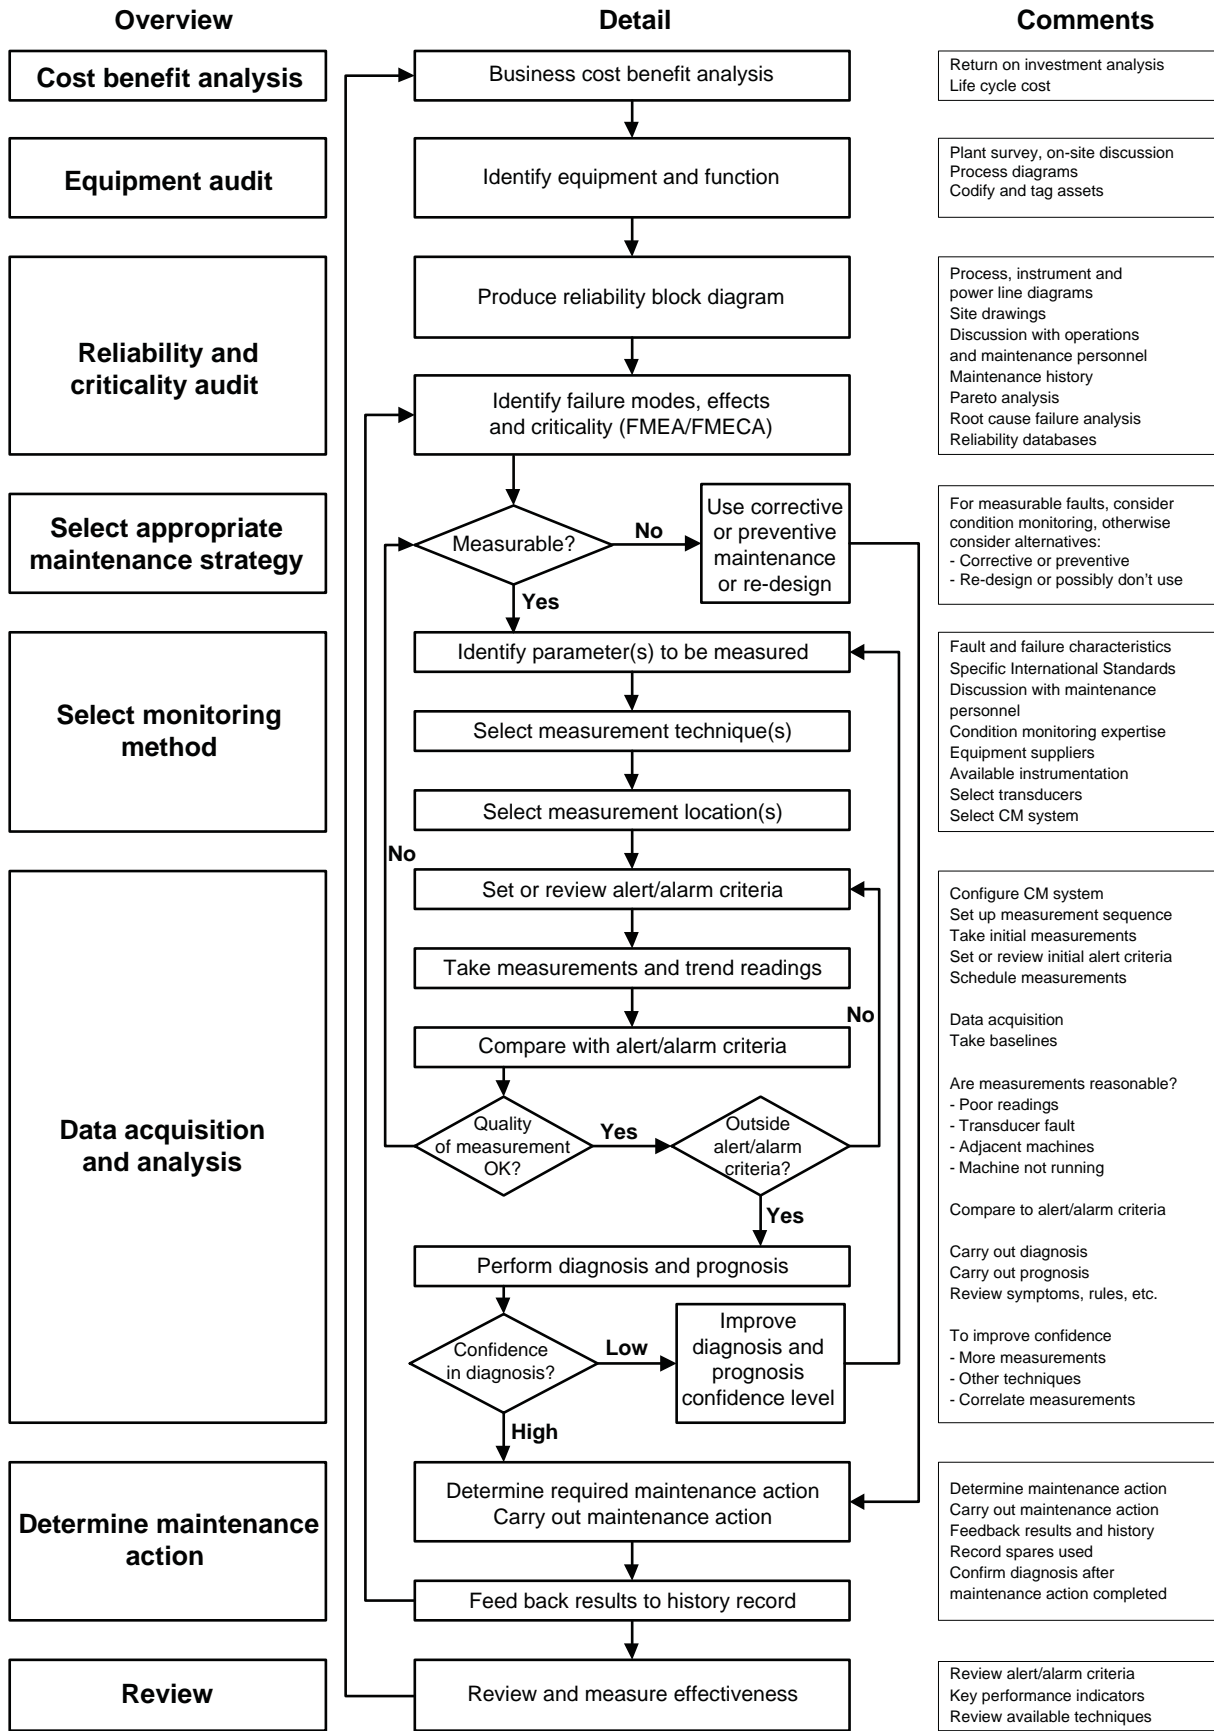 Overview
Detail
Comments
Cost benefit analysis
Business cost benefit analysis
Return on investment analysis
Life cycle cost
Equipment audit
Identify equipment and function
Plant survey, on-site discussion
Process diagrams
Codify and tag assets
Reliability and
criticality audit
Produce reliability block diagram
Identify failure modes, effects
and criticality (FMEA/FMECA)
Process, instrument and
power line diagrams
Site drawings
Discussion with operations
and maintenance personnel
Maintenance history
Pareto analysis
Root cause failure analysis
Reliability databases
Select appropriate
maintenance strategy
Measurable?
No
Use corrective
or preventive
maintenance
or re-design
Yes
For measurable faults, consider
condition monitoring, otherwise
consider alternatives:
- Corrective or preventive
- Re-design or possibly don't use
Select monitoring
method
Identify parameter(s) to be measured
Select measurement technique(s)
Select measurement location(s)
Fault and failure characteristics
Specific International Standards
Discussion with maintenance
personnel
Condition monitoring expertise
Equipment suppliers
Available instrumentation
Select transducers
Select CM system
Data acquisition
and analysis
No
Set or review alert/alarm criteria
Take measurements and trend readings
No
Compare with alert/alarm criteria
Quality
of measurement
OK?
Yes
Outside
alert/alarm
criteria?
Yes
Perform diagnosis and prognosis
Confidence
in diagnosis?
Low
Improve
diagnosis and
prognosis
confidence level
High
Configure CM system
Set up measurement sequence
Take initial measurements
Set or review initial alert criteria
Schedule measurements
Data acquisition
Take baselines
Are measurements reasonable?
- Poor readings
- Transducer fault
- Adjacent machines
- Machine not running
Compare to alert/alarm criteria
Carry out diagnosis
Carry out prognosis
Review symptoms, rules, etc.
To improve confidence
- More measurements
- Other techniques
- Correlate measurements
Determine maintenance
action
Determine required maintenance action
Carry out maintenance action
Feed back results to history record
Determine maintenance action
Carry out maintenance action
Feedback results and history
Record spares used
Confirm diagnosis after
maintenance action completed
Review
Review and measure effectiveness
Review alert/alarm criteria
Key performance indicators
Review available techniques